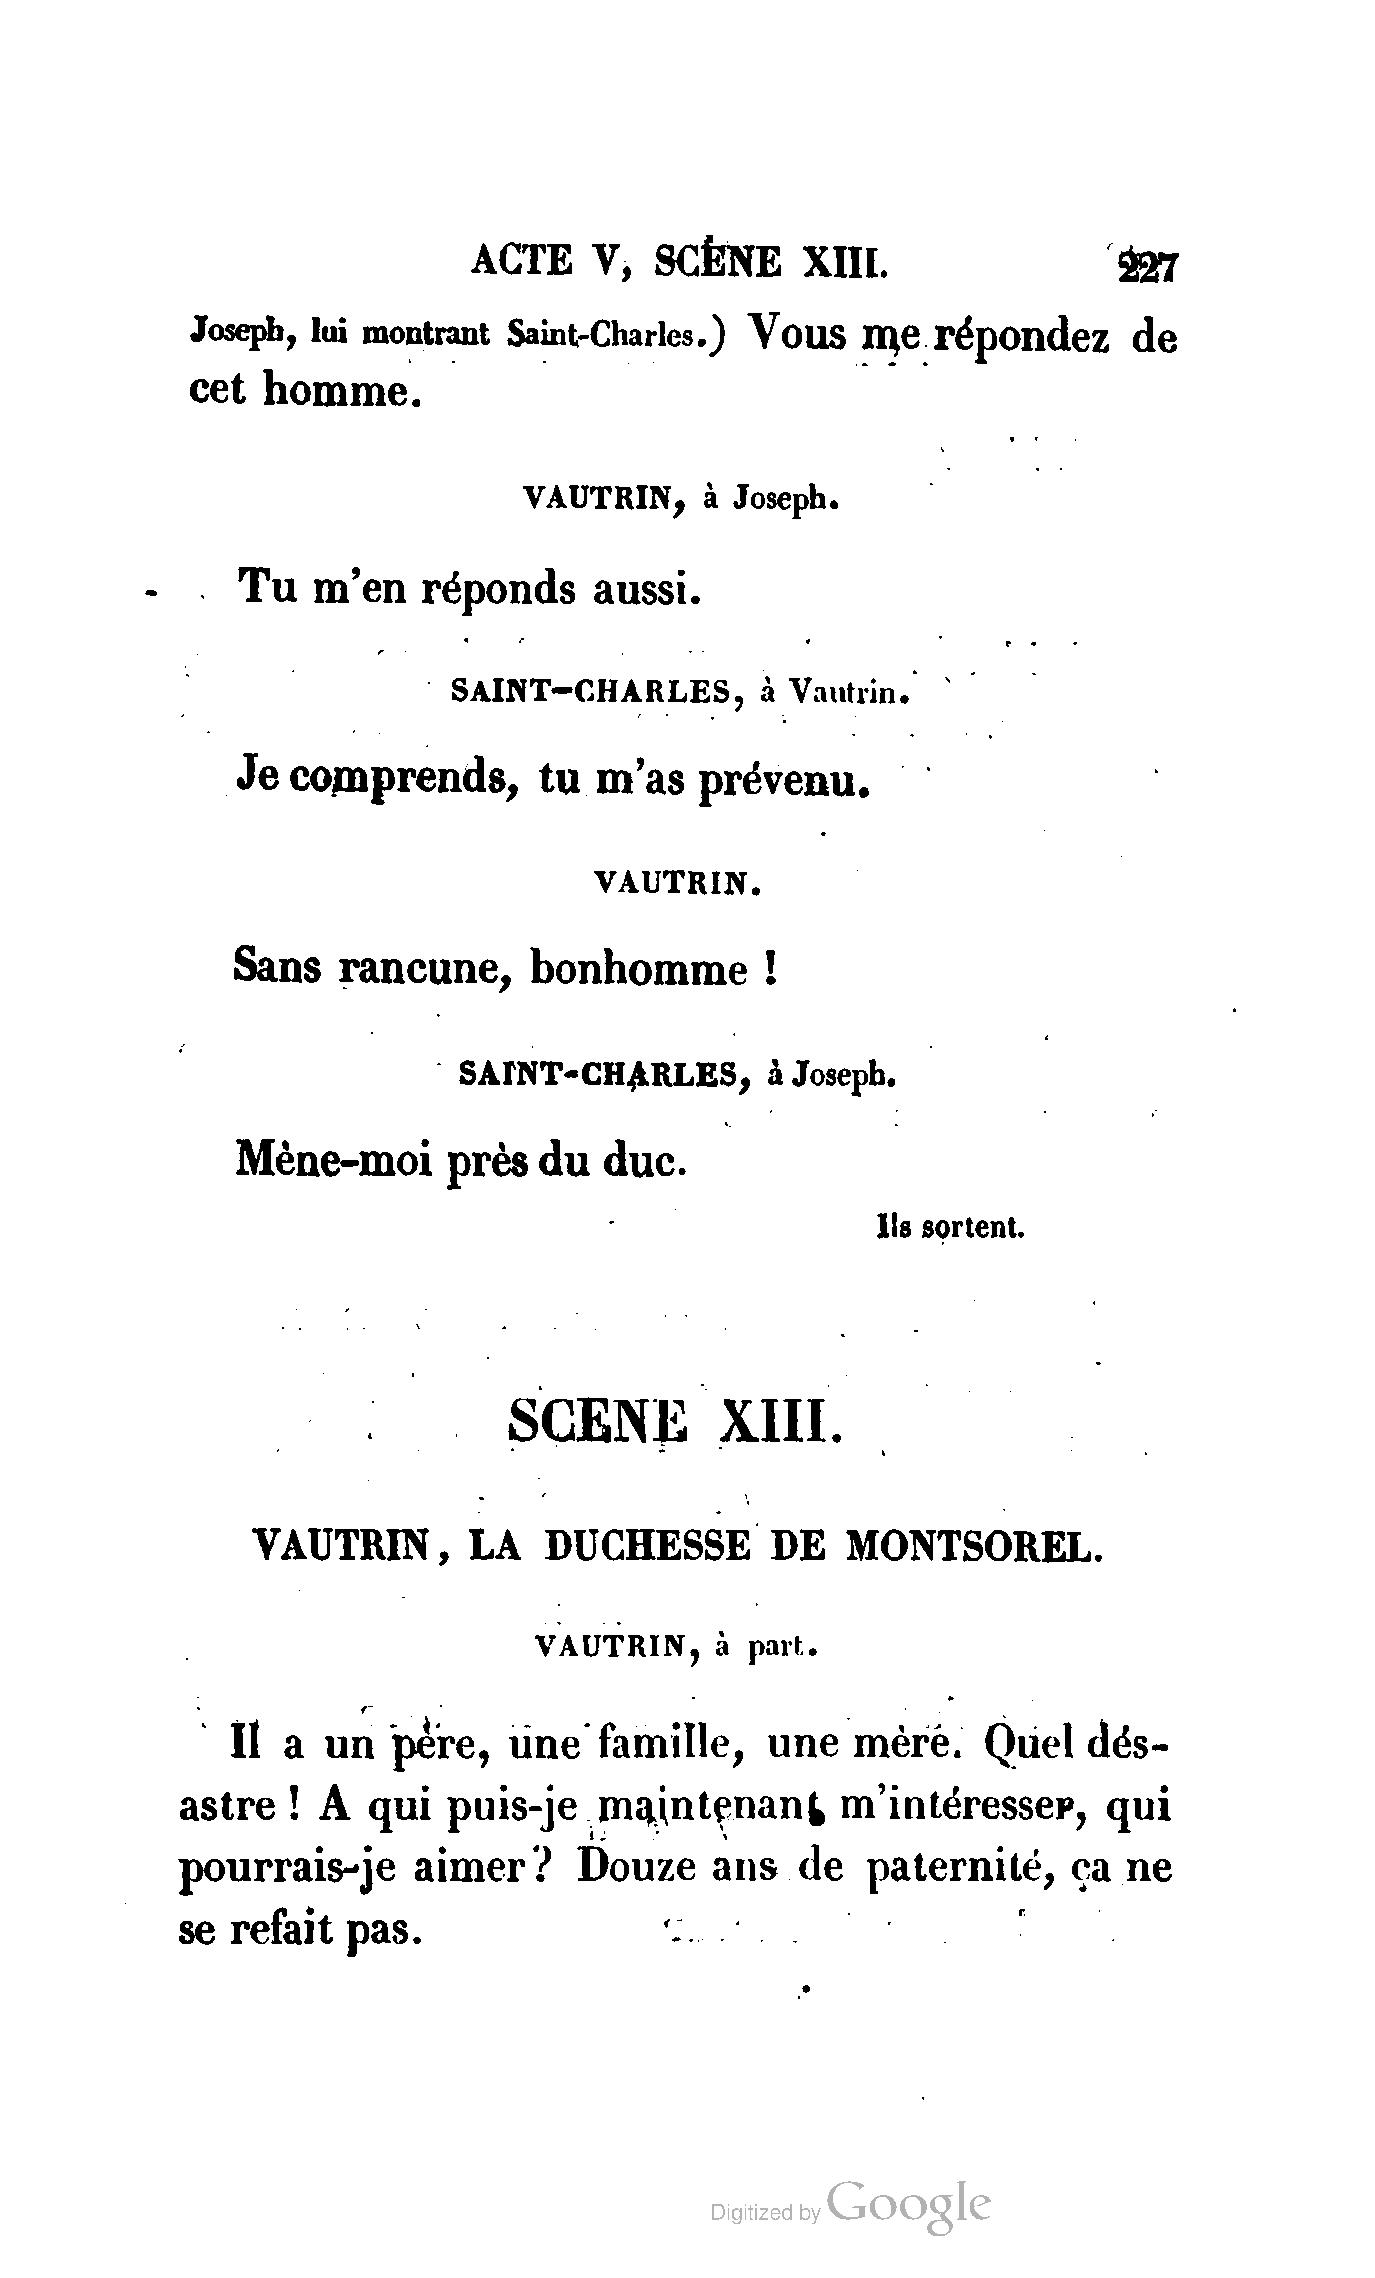 ACTE V, SCÈNE XIII. 227
Joseph, lui montrant Saint-Charles.) Vous me répondez de
cet homme.
VAUTRIN, à Joseph.
Tu m'en réponds aussi.
SAINT-CHARLES, à Vautrin.
Je comprends, tu m'as prévenu.
VAUTRIN.
Sans rancune, bonhomme !
SAINT-CHARLES, à Joseph.
Mène-moi près du duc.
Ils sortent.
SCENE XIII.
VAUTRIN, LA DUCHESSE DE MONTSOREL.
VAUTRIN, à part.
Il a un père, une famille, une mère. Quel dés-
astre ! A qui puis-je maintenant m'intéresser, qui
pourrais-je aimer ? Douze ans de paternité, ça ne
se refait pas.
Digitized by Google